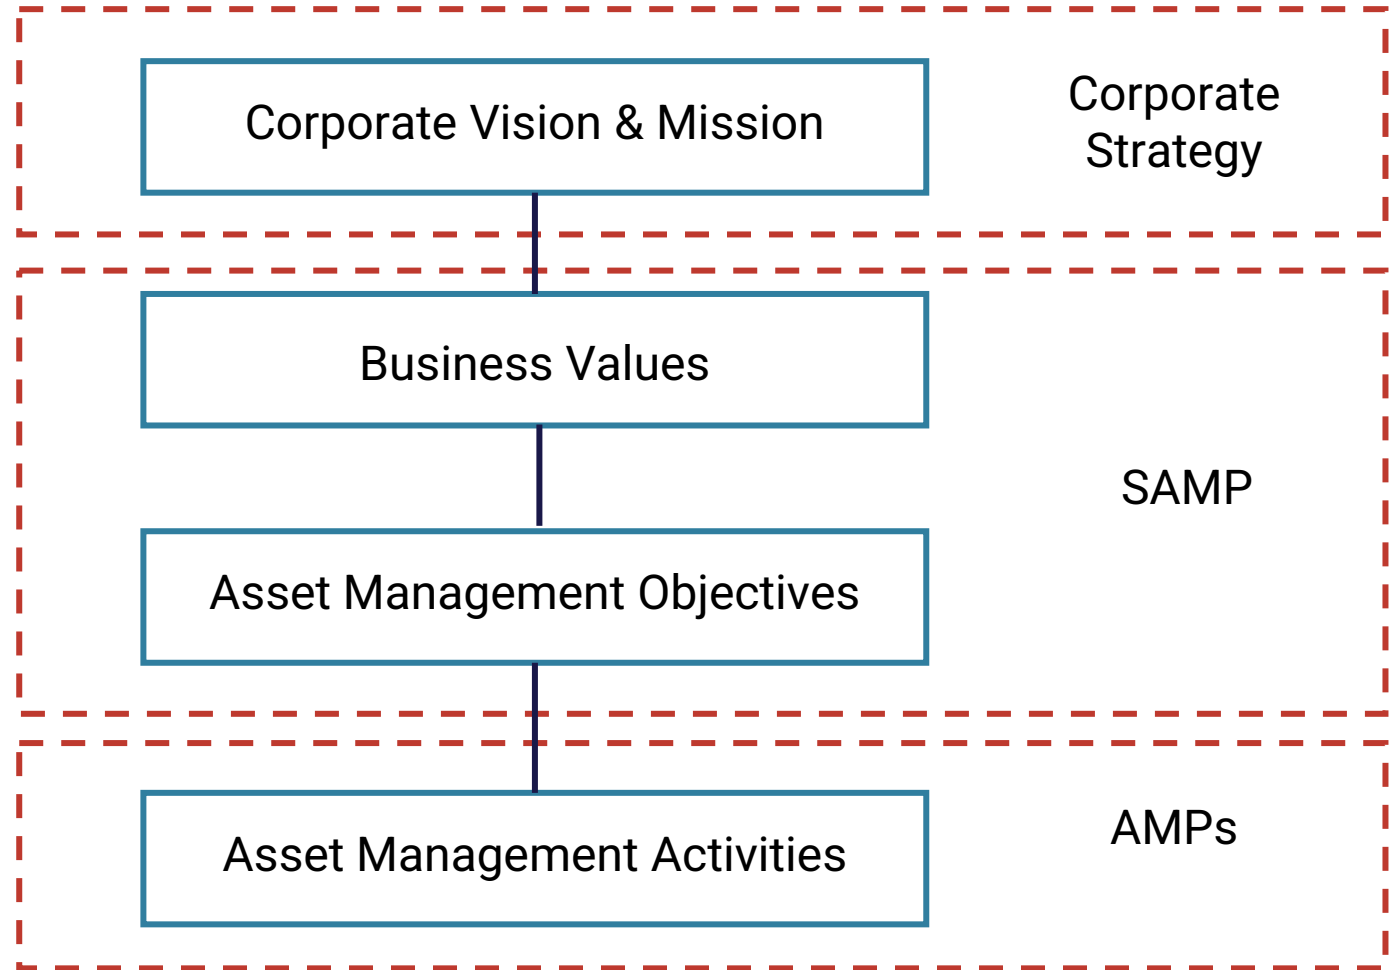 Corporate Vision & Mission
Corporate
Strategy
Business Values
SAMP
Asset Management Objectives
AMPs
Asset Management Activities